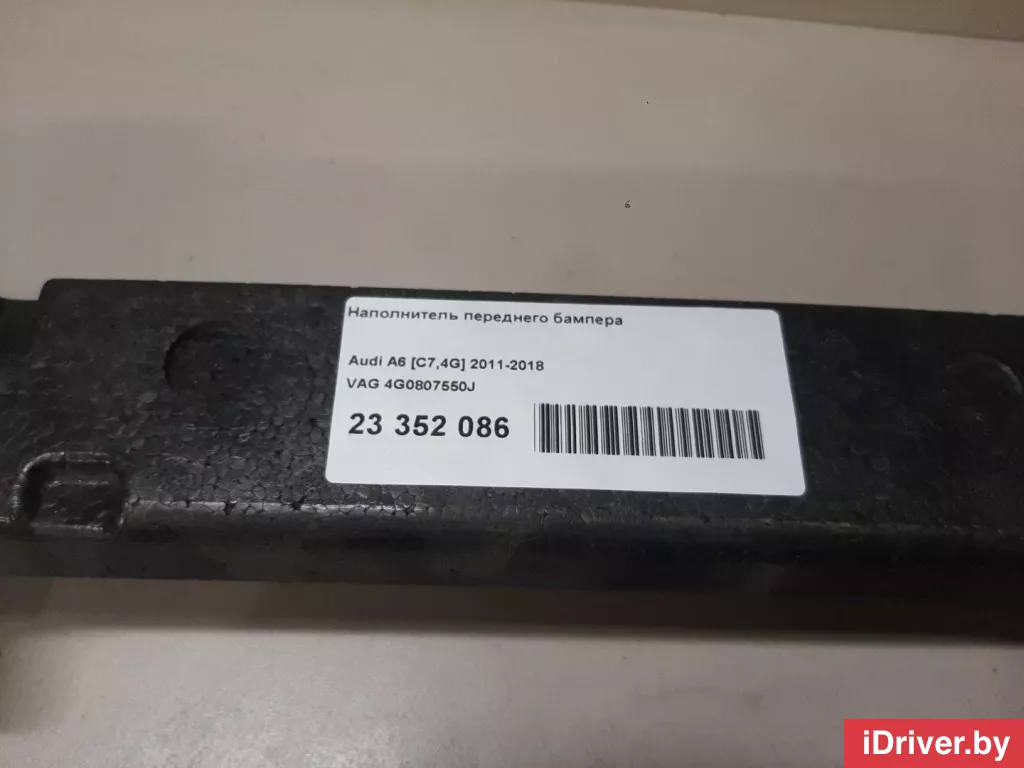 Наполнитель переднего бампера
Audi A6 [C7,4G] 2011-2018
VAG 4G0807550J
23 352 086
iDriver.by